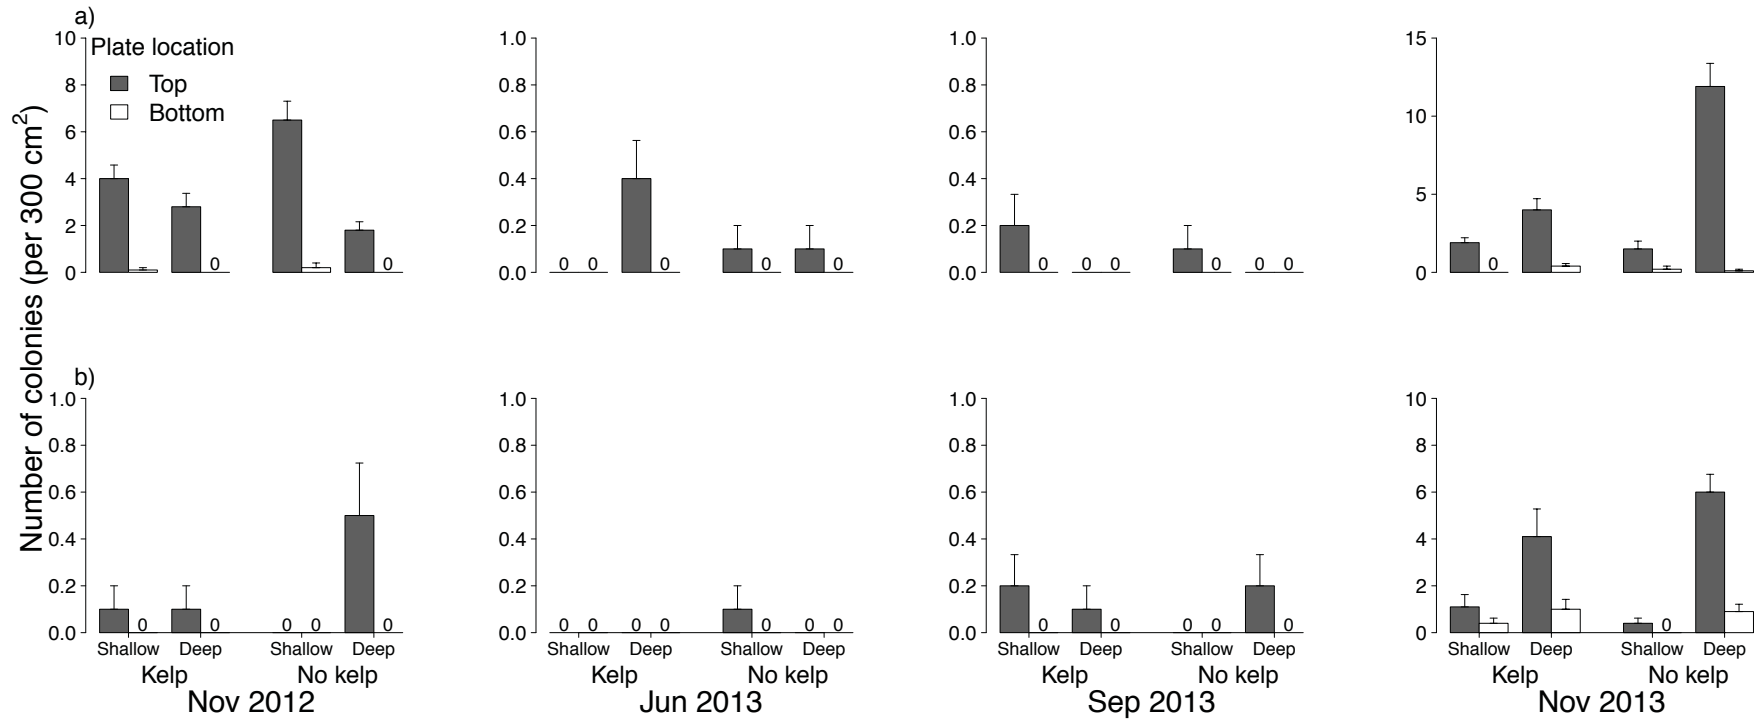 a)
Number of colonies (per 300 cm²)
Plate location
Top
Bottom
10
8
6
4
2
0
0 0
1.0
0.8
0.6
0.4
0.2
0.0
0 0 0 0 0
1.0
0.8
0.6
0.4
0.2
0.0
0 0 0 0 0 0
15
10
5
0
0
b)
1.0
0.8
0.6
0.4
0.2
0.0
0 0 0 0 0
Shallow Deep Shallow Deep
Kelp No kelp
Nov 2012
1.0
0.8
0.6
0.4
0.2
0.0
0 0 0 0 0 0 0
Shallow Deep Shallow Deep
Kelp No kelp
Jun 2013
1.0
0.8
0.6
0.4
0.2
0.0
0 0 0 0 0
Shallow Deep Shallow Deep
Kelp No kelp
Sep 2013
10
8
6
4
2
0
0
Shallow Deep Shallow Deep
Kelp No kelp
Nov 2013